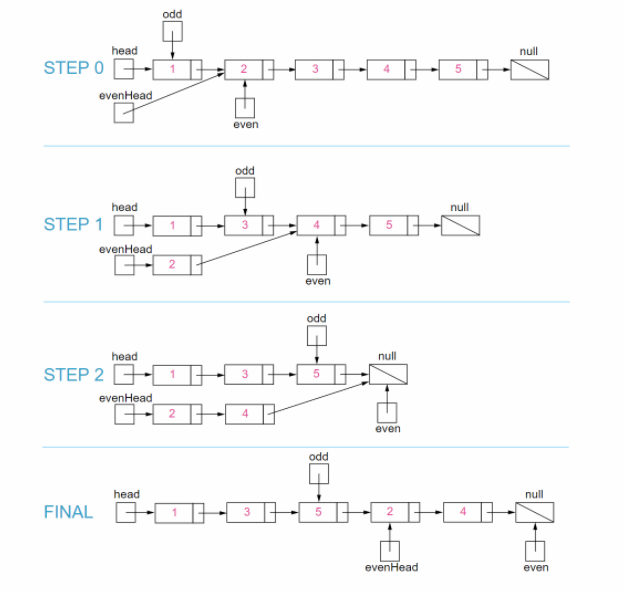 odd
head
null
STEP 0
1 2 3 4 5
evenHead
even
odd
head
null
STEP 1
1 3 4 5
evenHead
2
even
odd
head
null
STEP 2
1 3 5
evenHead
2 4
even
odd
head
null
FINAL
1 3 5 2 4
evenHead
even